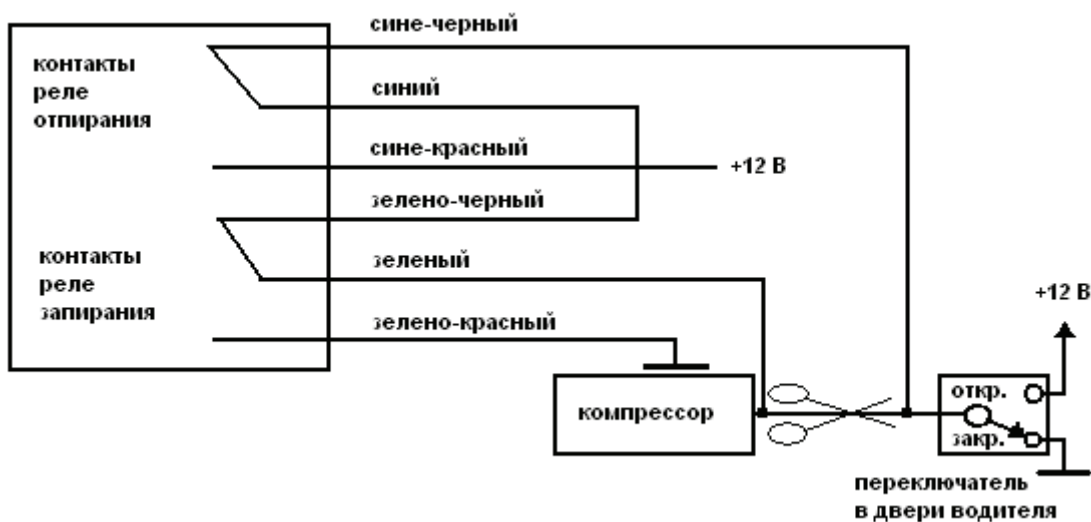 сине-черный
контакты
реле
отпирания
синий
сине-красный
+12 В
зелено-черный
контакты
реле
запирания
зеленый
зелено-красный
+12 В
компрессор
откр.
закр.
переключатель
в двери водителя